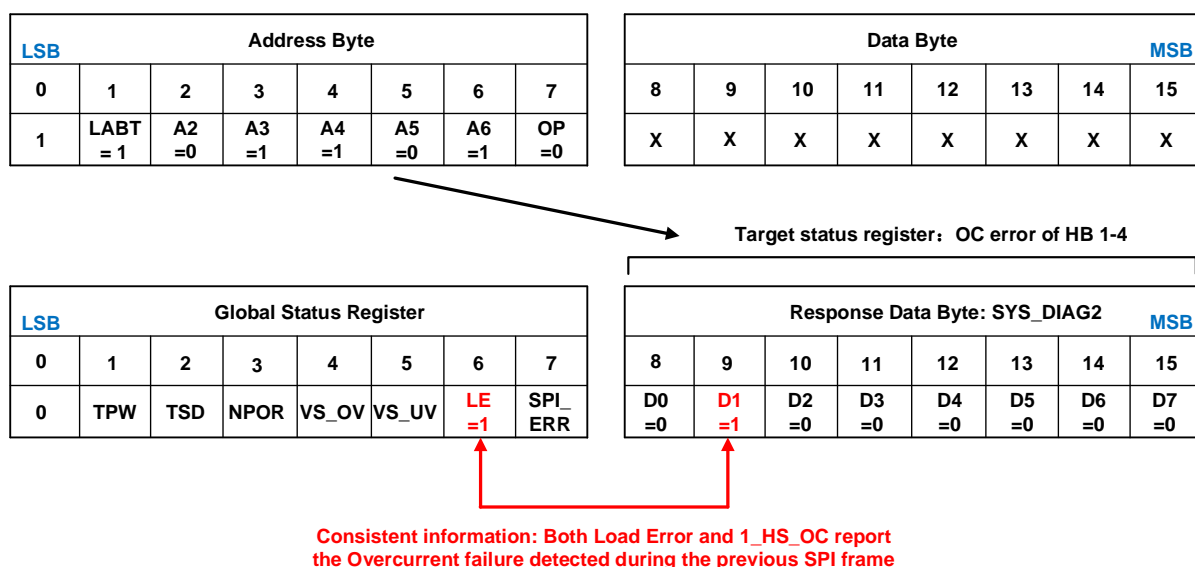 Address Byte
LSB
0 1 2 3 4 5 6 7
1 LABT = 1 A2 =0 A3 =1 A4 =1 A5 =0 A6 =1 OP =0
Data Byte
MSB
8 9 10 11 12 13 14 15
X X X X X X X X
Target status register：OC error of HB 1-4
Global Status Register
LSB
0 1 2 3 4 5 6 7
0 TPW TSD NPOR VS_OV VS_UV LE =1 SPI_ ERR
Response Data Byte: SYS_DIAG2
MSB
8 9 10 11 12 13 14 15
D0 =0 D1 =1 D2 =0 D3 =0 D4 =0 D5 =0 D6 =0 D7 =0
Consistent information: Both Load Error and 1_HS_OC report
the Overcurrent failure detected during the previous SPI frame